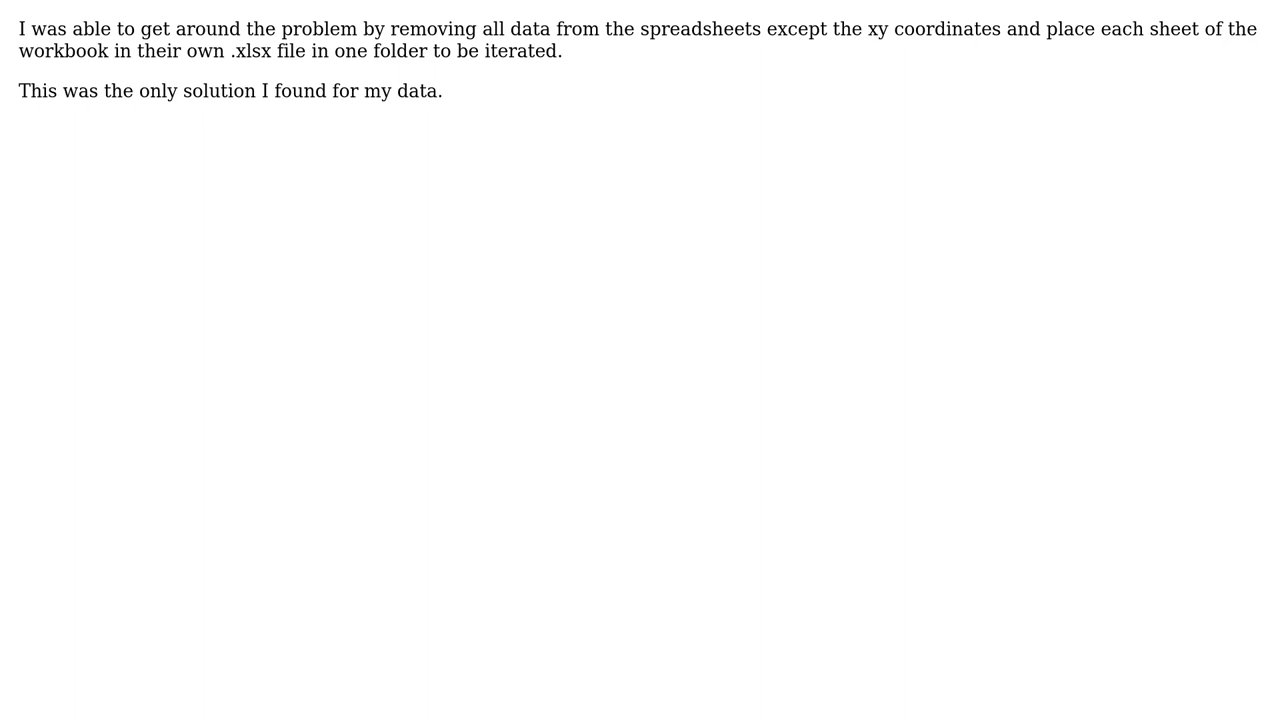 I was able to get around the problem by removing all data from the spreadsheets except the xy coordinates and place each sheet of the
workbook in their own .xlsx file in one folder to be iterated.
This was the only solution I found for my data.